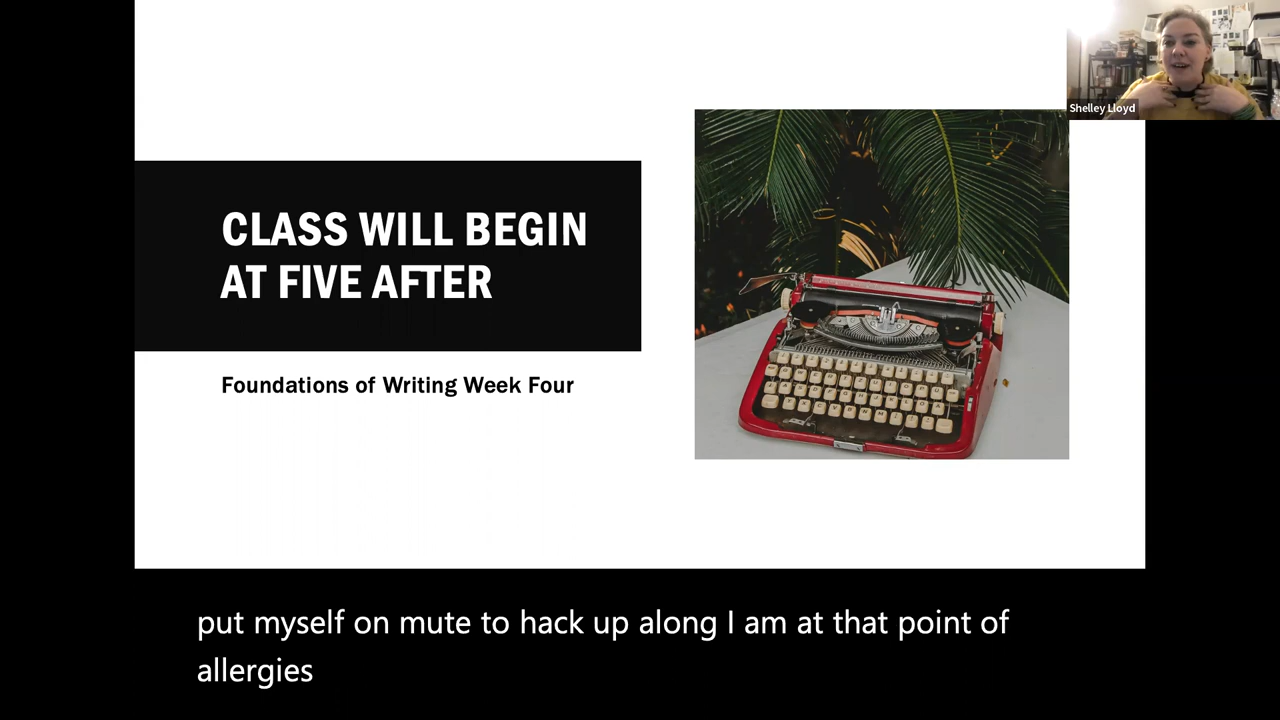 Shelley Lloyd
CLASS WILL BEGIN
AT FIVE AFTER
Foundations of Writing Week Four
put myself on mute to hack up along I am at that point of
allergies